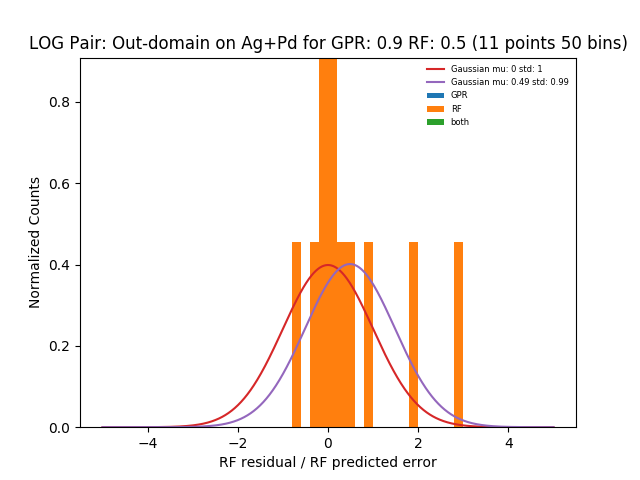 LOG Pair: Out-domain on Ag+Pd for GPR: 0.9 RF: 0.5 (11 points 50 bins)
Gaussian mu: 0 std: 1
Gaussian mu: 0.49 std: 0.99
GPR
RF
both
Normalized Counts
0.8
0.6
0.4
0.2
0.0
−4
−2
0
2
4
RF residual / RF predicted error